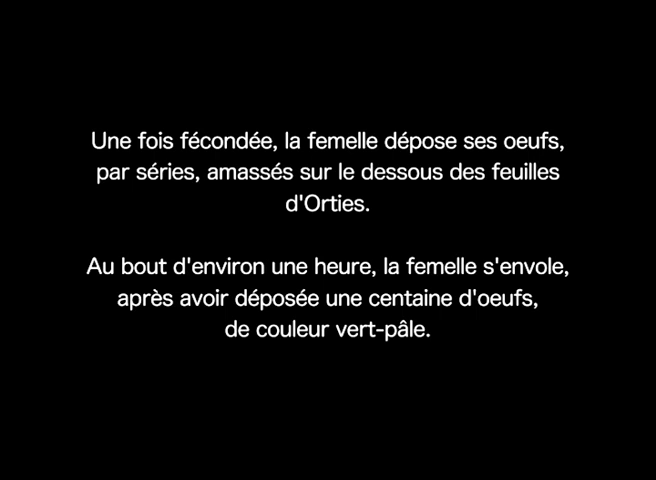 Une fois fécondée, la femelle dépose ses oeufs,
par séries, amassés sur le dessous des feuilles
d'Orties.
Au bout d'environ une heure, la femelle s'envole,
après avoir déposée une centaine d'oeufs,
de couleur vert-pâle.